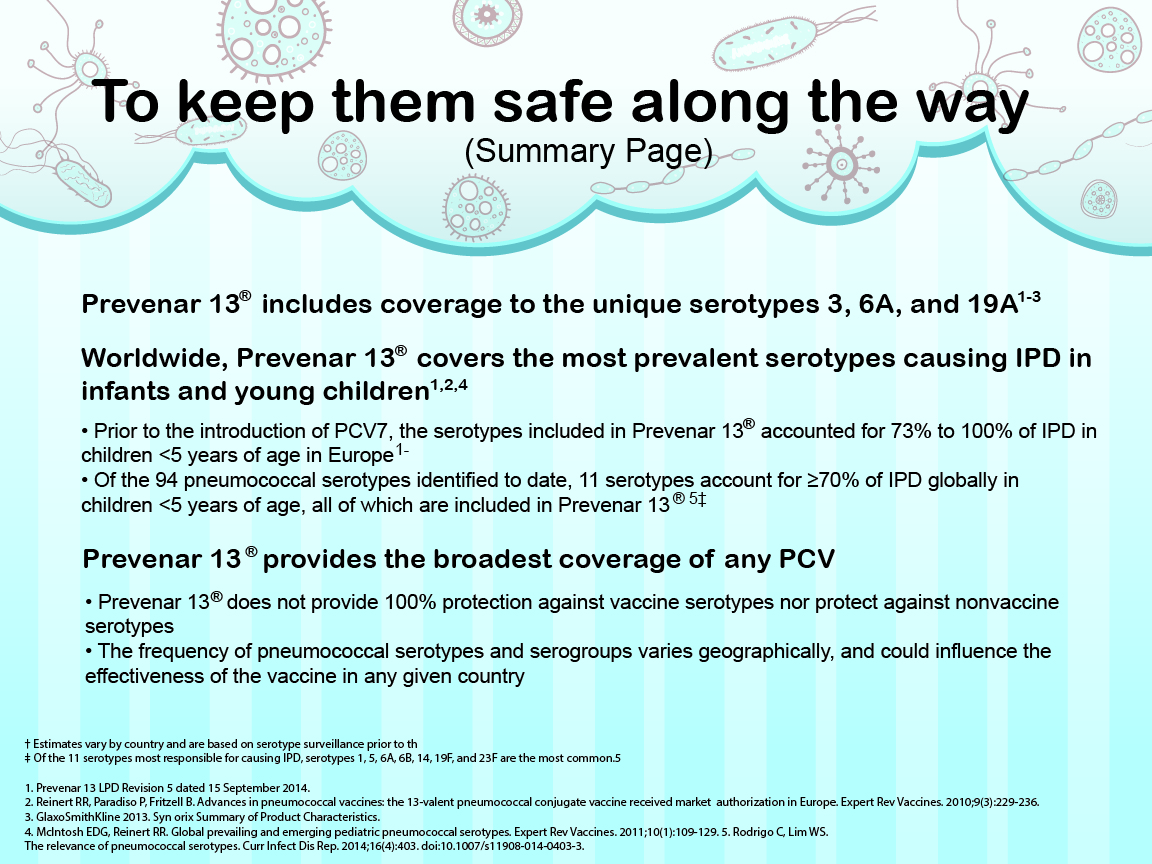 To keep them safe along the way
(Summary Page)
Prevenar 13® includes coverage to the unique serotypes 3, 6A, and 19A1-3
Worldwide, Prevenar 13® covers the most prevalent serotypes causing IPD in
infants and young children1,2,4
• Prior to the introduction of PCV7, the serotypes included in Prevenar 13® accounted for 73% to 100% of IPD in
children <5 years of age in Europe1-
• Of the 94 pneumococcal serotypes identified to date, 11 serotypes account for ≥70% of IPD globally in
children <5 years of age, all of which are included in Prevenar 13® 5‡
Prevenar 13® provides the broadest coverage of any PCV
• Prevenar 13® does not provide 100% protection against vaccine serotypes nor protect against nonvaccine
serotypes
• The frequency of pneumococcal serotypes and serogroups varies geographically, and could influence the
effectiveness of the vaccine in any given country
† Estimates vary by country and are based on serotype surveillance prior to th
‡ Of the 11 serotypes most responsible for causing IPD, serotypes 1, 5, 6A, 6B, 14, 19F, and 23F are the most common.5
1. Prevenar 13 LPD Revision 5 dated 15 September 2014.
2. Reinert RR, Paradiso P, Fritzell B. Advances in pneumococcal vaccines: the 13-valent pneumococcal conjugate vaccine received market authorization in Europe. Expert Rev Vaccines. 2010;9(3):229-236.
3. GlaxoSmithKline 2013. Syn orix Summary of Product Characteristics.
4. McIntosh EDG, Reinert RR. Global prevailing and emerging pediatric pneumococcal serotypes. Expert Rev Vaccines. 2011;10(1):109-129. 5. Rodrigo C, Lim WS.
The relevance of pneumococcal serotypes. Curr Infect Dis Rep. 2014;16(4):403. doi:10.1007/s11908-014-0403-3.